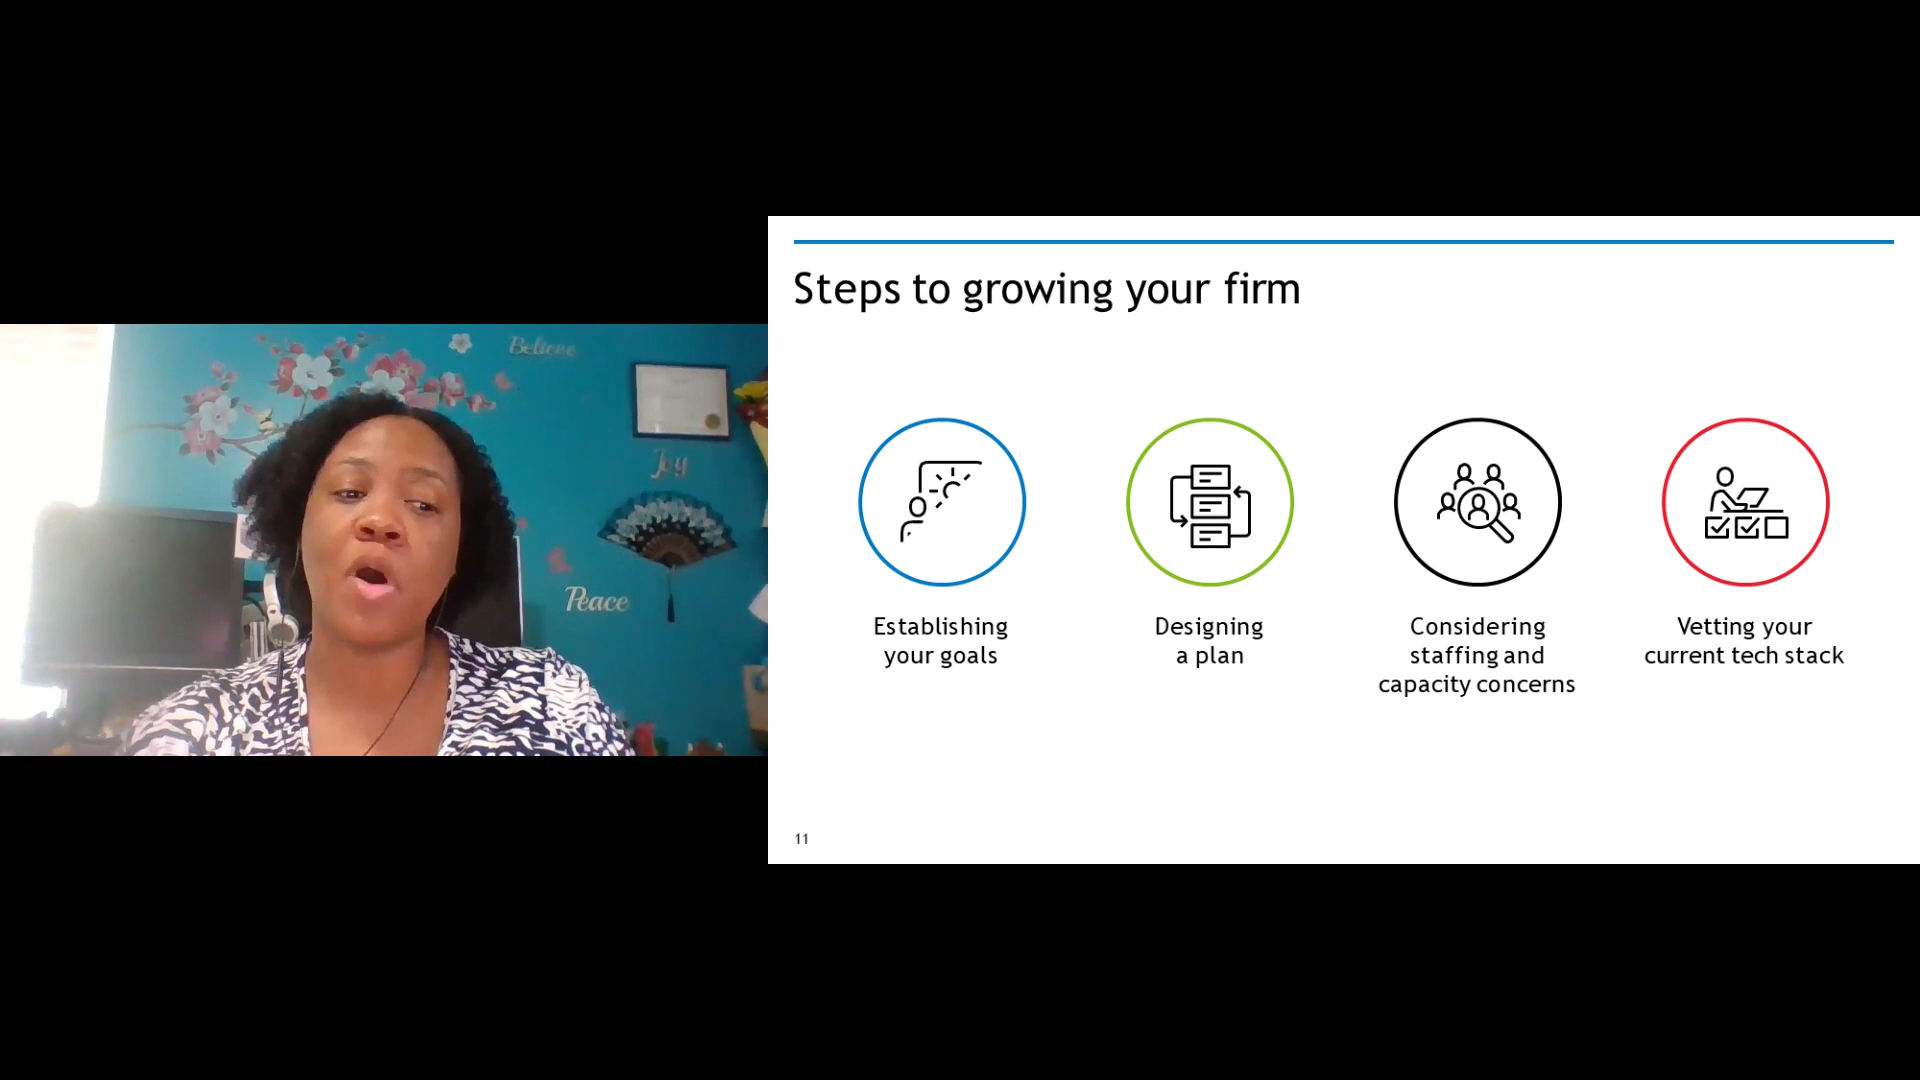 Believe
Joy
Peace
Steps to growing your firm
Establishing
your goals
Designing
a plan
Considering
staffing and
capacity concerns
Vetting your
current tech stack
11